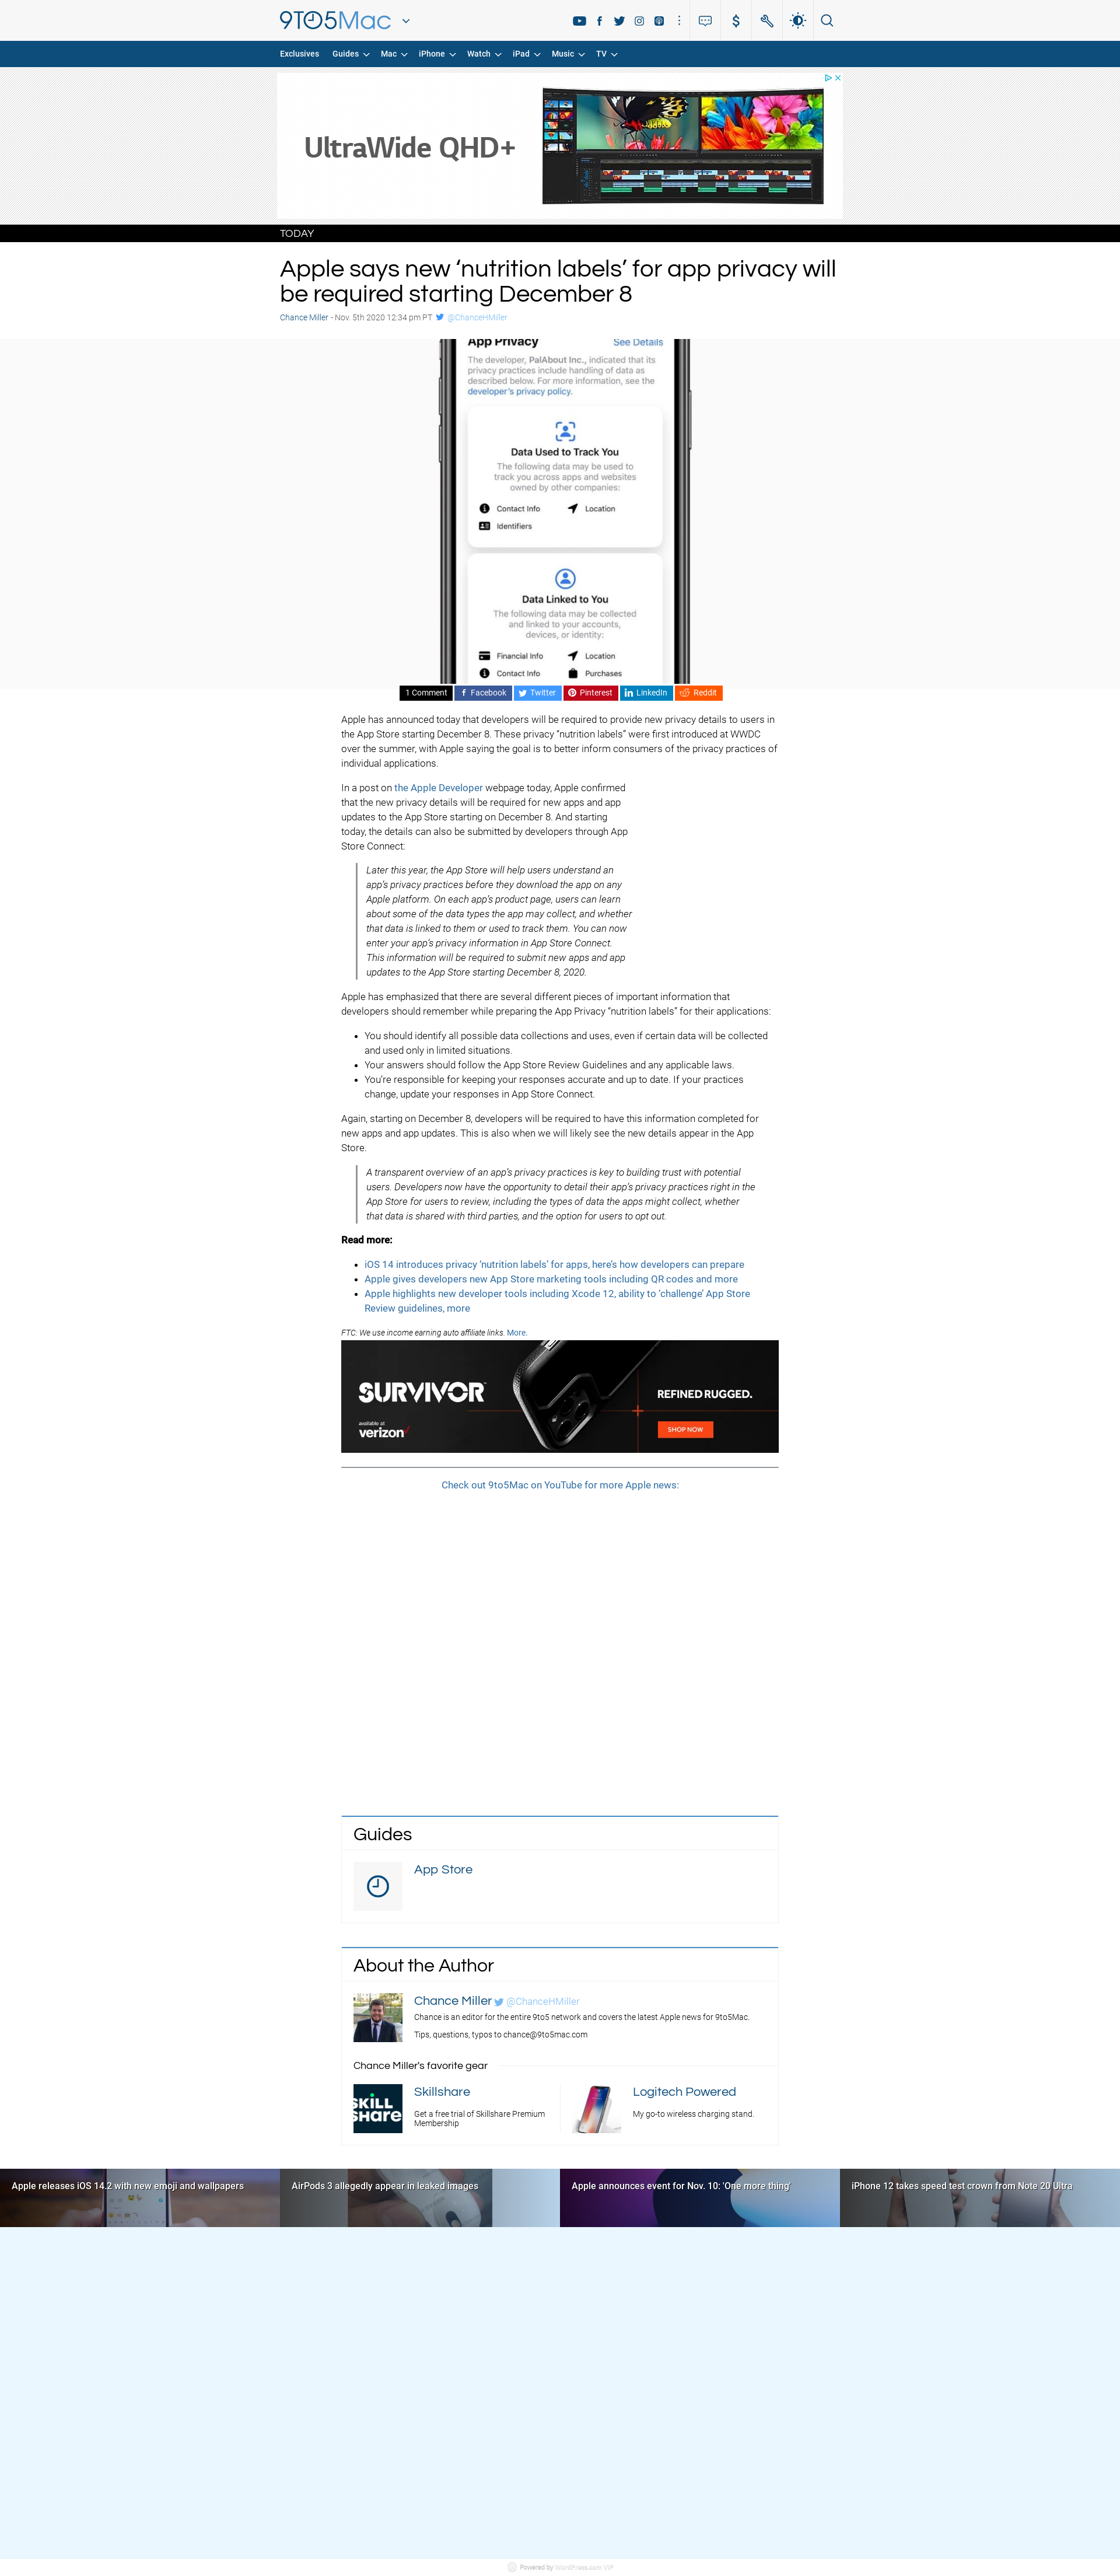 9TO5Mac
Exclusives Guides Mac iPhone Watch iPad Music TV
UltraWide QHD+
TODAY
Apple says new ‘nutrition labels’ for app privacy will
be required starting December 8
Chance Miller - Nov. 5th 2020 12:34 pm PT @ChanceHMiller
App Privacy See Details
The developer, PalAbout Inc., indicated that its
privacy practices include handling of data as
described below. For more information, see the
developer's privacy policy.
Data Used to Track You
The following data may be used to
track you across apps and websites
owned by other companies:
Contact Info Location
Identifiers
Data Linked to You
The following data may be collected
and linked to your accounts,
devices, or identity:
Financial Info Location
Contact Info Purchases
1 Comment Facebook Twitter Pinterest LinkedIn Reddit
Apple has announced today that developers will be required to provide new privacy details to users in
the App Store starting December 8. These privacy “nutrition labels” were first introduced at WWDC
over the summer, with Apple saying the goal is to better inform consumers of the privacy practices of
individual applications.
In a post on the Apple Developer webpage today, Apple confirmed
that the new privacy details will be required for new apps and app
updates to the App Store starting on December 8. And starting
today, the details can also be submitted by developers through App
Store Connect:
Later this year, the App Store will help users understand an
app’s privacy practices before they download the app on any
Apple platform. On each app’s product page, users can learn
about some of the data types the app may collect, and whether
that data is linked to them or used to track them. You can now
enter your app’s privacy information in App Store Connect.
This information will be required to submit new apps and app
updates to the App Store starting December 8, 2020.
Apple has emphasized that there are several different pieces of important information that
developers should remember while preparing the App Privacy “nutrition labels” for their applications:
You should identify all possible data collections and uses, even if certain data will be collected
and used only in limited situations.
Your answers should follow the App Store Review Guidelines and any applicable laws.
You’re responsible for keeping your responses accurate and up to date. If your practices
change, update your responses in App Store Connect.
Again, starting on December 8, developers will be required to have this information completed for
new apps and app updates. This is also when we will likely see the new details appear in the App
Store.
A transparent overview of an app’s privacy practices is key to building trust with potential
users. Developers now have the opportunity to detail their app’s privacy practices right in the
App Store for users to review, including the types of data the apps might collect, whether
that data is shared with third parties, and the option for users to opt out.
Read more:
iOS 14 introduces privacy ‘nutrition labels’ for apps, here’s how developers can prepare
Apple gives developers new App Store marketing tools including QR codes and more
Apple highlights new developer tools including Xcode 12, ability to ‘challenge’ App Store
Review guidelines, more
FTC: We use income earning auto affiliate links. More.
SURVIVOR
available at
verizon
REFINED RUGGED.
SHOP NOW
Check out 9to5Mac on YouTube for more Apple news:
Guides
App Store
About the Author
Chance Miller @ChanceHMiller
Chance is an editor for the entire 9to5 network and covers the latest Apple news for 9to5Mac.
Tips, questions, typos to chance@9to5mac.com
Chance Miller's favorite gear
SKILL
SHARE
Skillshare
Get a free trial of Skillshare Premium
Membership
Logitech Powered
My go-to wireless charging stand.
Apple releases iOS 14.2 with new emoji and wallpapers
AirPods 3 allegedly appear in leaked images
Apple announces event for Nov. 10: 'One more thing'
iPhone 12 takes speed test crown from Note 20 Ultra
Powered by WordPress.com VIP